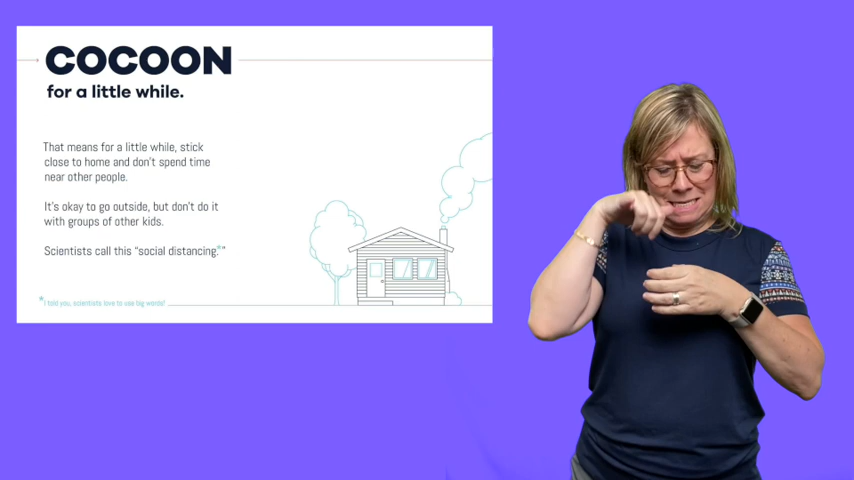 COCOON
for a little while.
That means for a little while, stick
close to home and don't spend time
near other people.
It's okay to go outside, but don't do it
with groups of other kids.
Scientists call this "social distancing.*"
*I told you, scientists love to use big words!